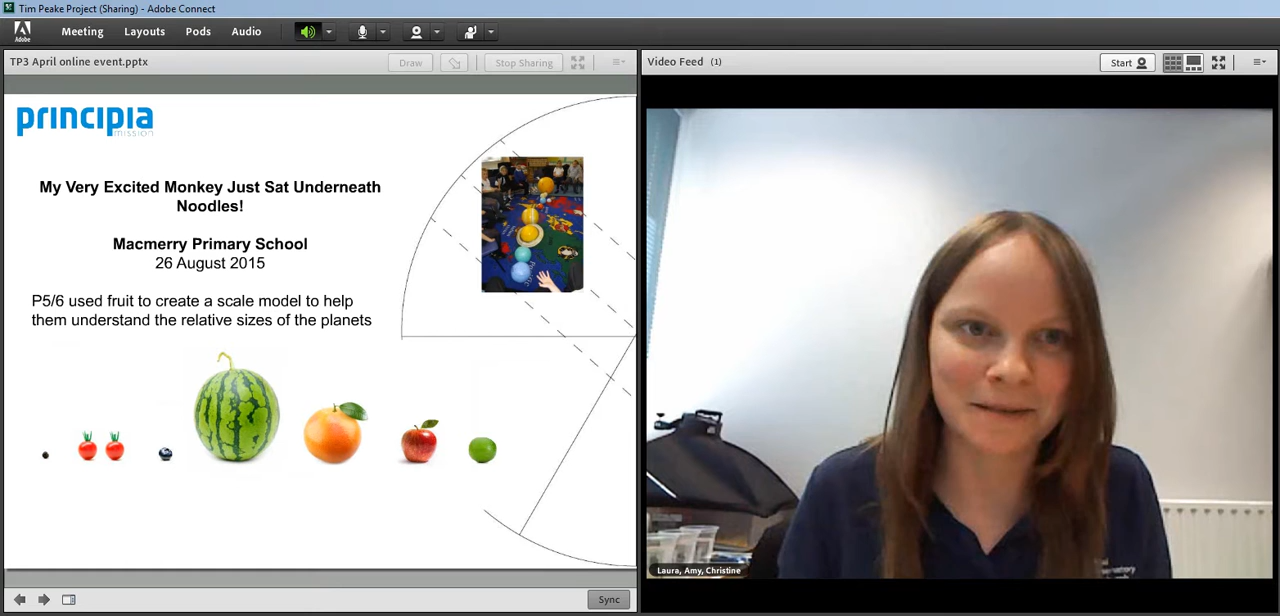 Tim Peake Project (Sharing) - Adobe Connect
Adobe
Meeting
Layouts
Pods
Audio
TP3 April online event.pptx
Draw
Stop Sharing
Video Feed (1)
Start
principia
mission
My Very Excited Monkey Just Sat Underneath
Noodles!
Macmerry Primary School
26 August 2015
P5/6 used fruit to create a scale model to help
them understand the relative sizes of the planets
Laura, Amy, Christine
Sync